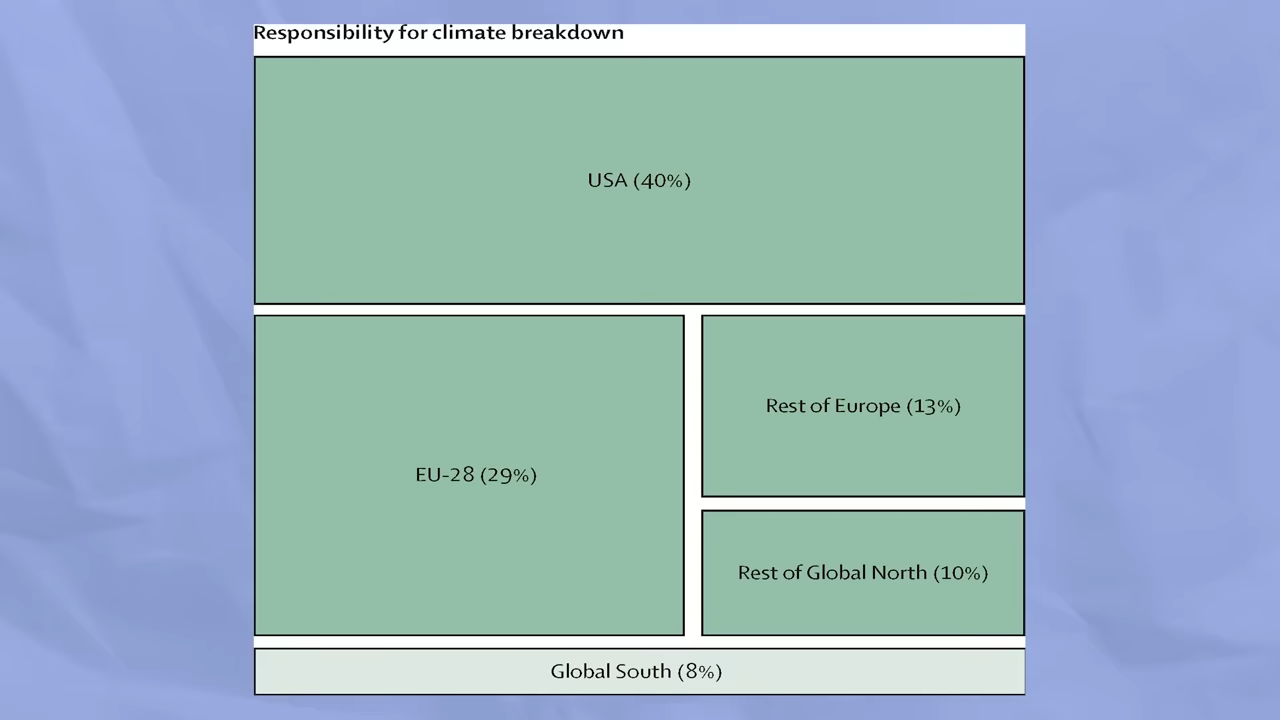 Responsibility for climate breakdown
USA (40%)
EU-28 (29%)
Rest of Europe (13%)
Rest of Global North (10%)
Global South (8%)